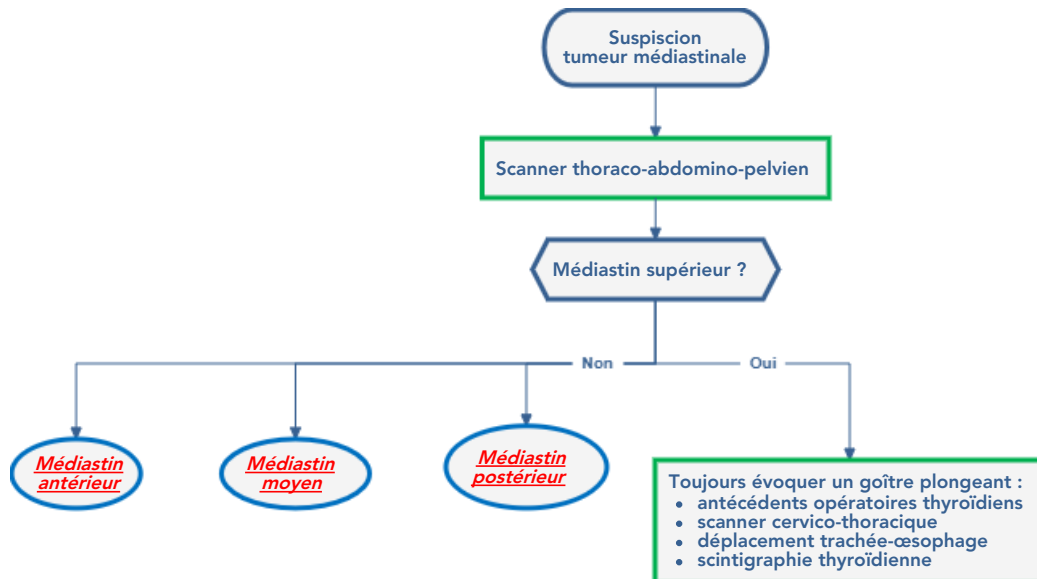 Suspiscion
tumeur médiastinale
Scanner thoraco-abdomino-pelvien
Médiastin supérieur ?
Non
Oui
Médiastin
antérieur
Médiastin
moyen
Médiastin
postérieur
Toujours évoquer un goître plongeant :
• antécédents opératoires thyroïdiens
• scanner cervico-thoracique
• déplacement trachée-œsophage
• scintigraphie thyroïdienne